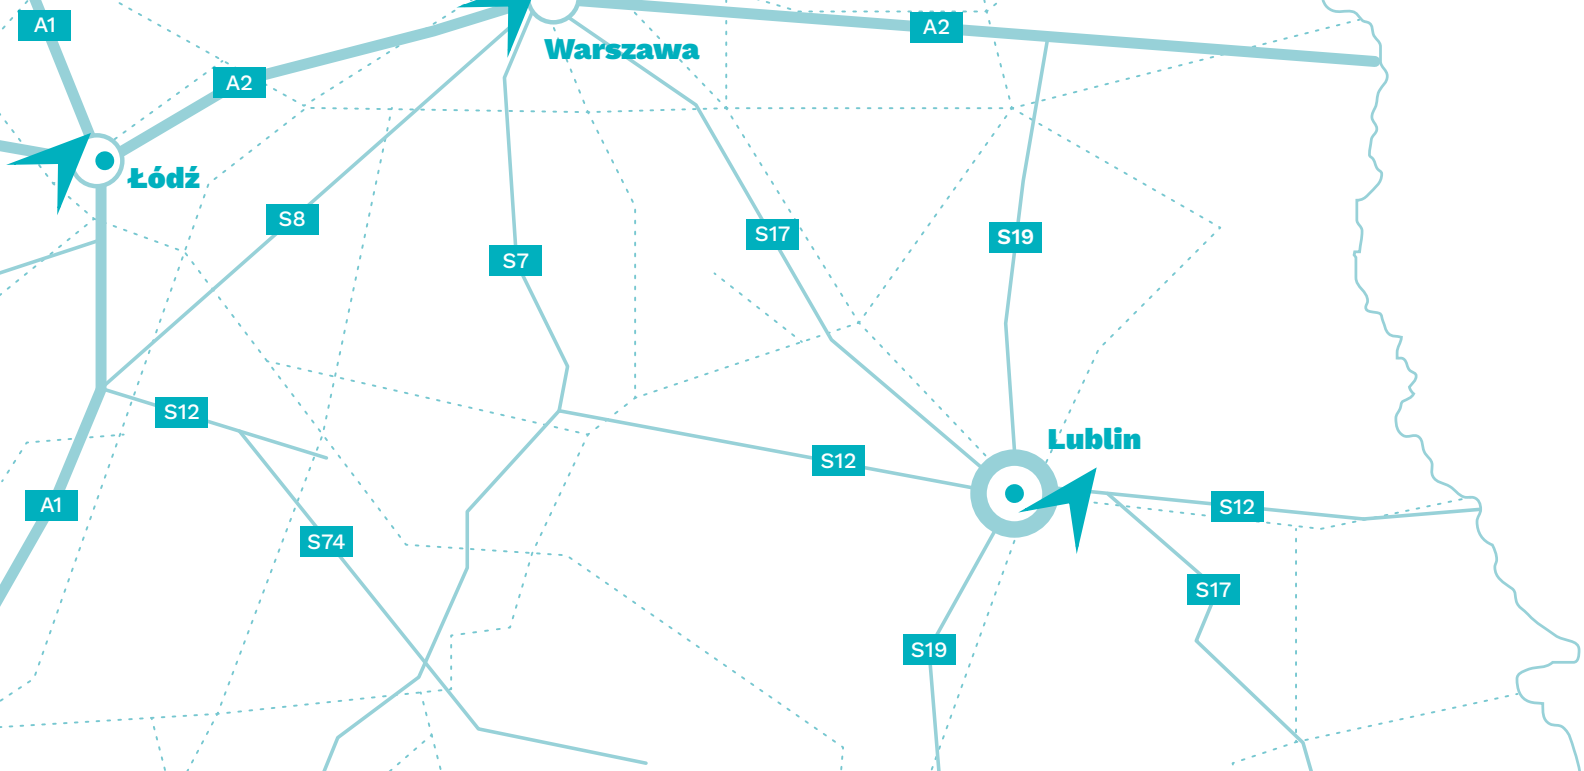 A1
A2
Warszawa
A2
Łódź
S8
S7
S17
S19
S12
Lublin
S12
A1
S12
S74
S17
S19